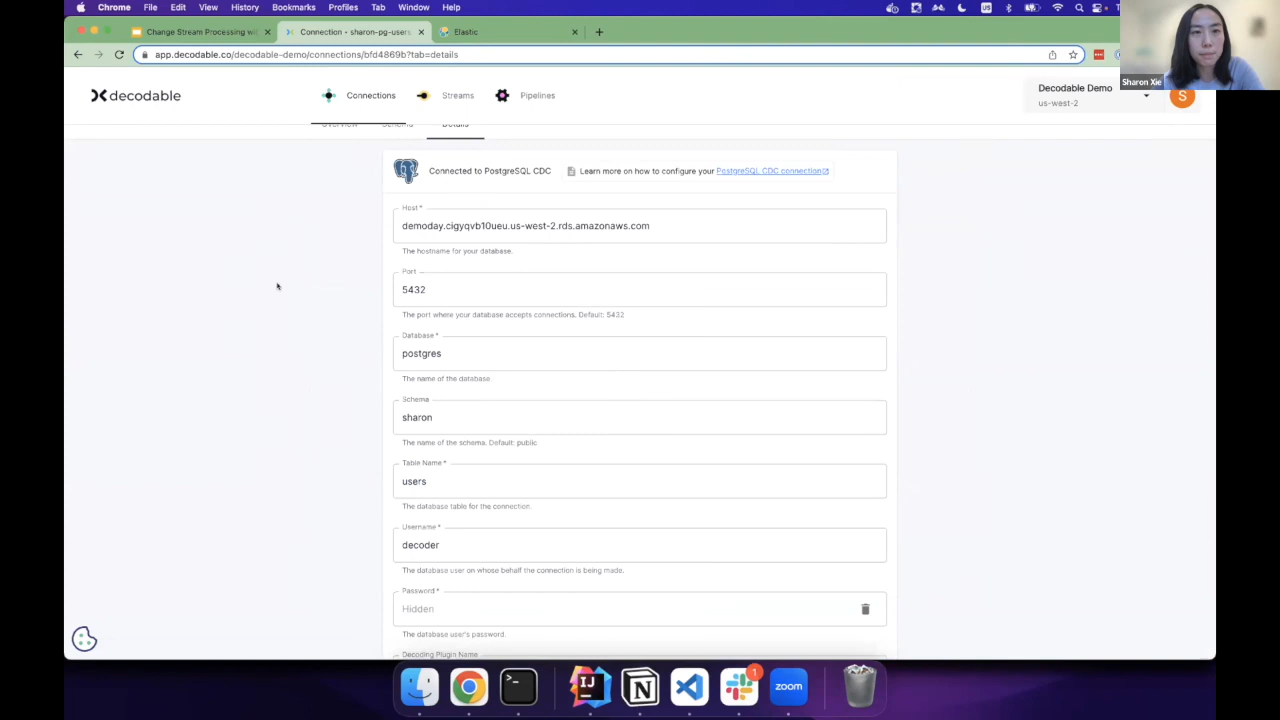 Chrome File Edit View History Bookmarks Profiles Tab Window Help
Change Stream Processing wit
Connection • sharon-pg-users
Elastic
app.decodable.co/decodable-demo/connections/bfd4869b?tab=details
Sharon Xie
decodable
Connections
Streams
Pipelines
Decodable Demo
us-west-2
S
Overview
Schema
Details
Connected to PostgreSQL CDC
Learn more on how to configure your PostgreSQL CDC connection
Host *
demoday.cigyqvb10ueu.us-west-2.rds.amazonaws.com
The hostname for your database.
Port
5432
The port where your database accepts connections. Default: 5432
Database *
postgres
The name of the database
Schema
sharon
The name of the schema. Default: public
Table Name *
users
The database table for the connection.
Username *
decoder
The database user on whose behalf the connection is being made.
Password *
Hidden
The database user's password.
Decoding Plugin Name
1
zoom